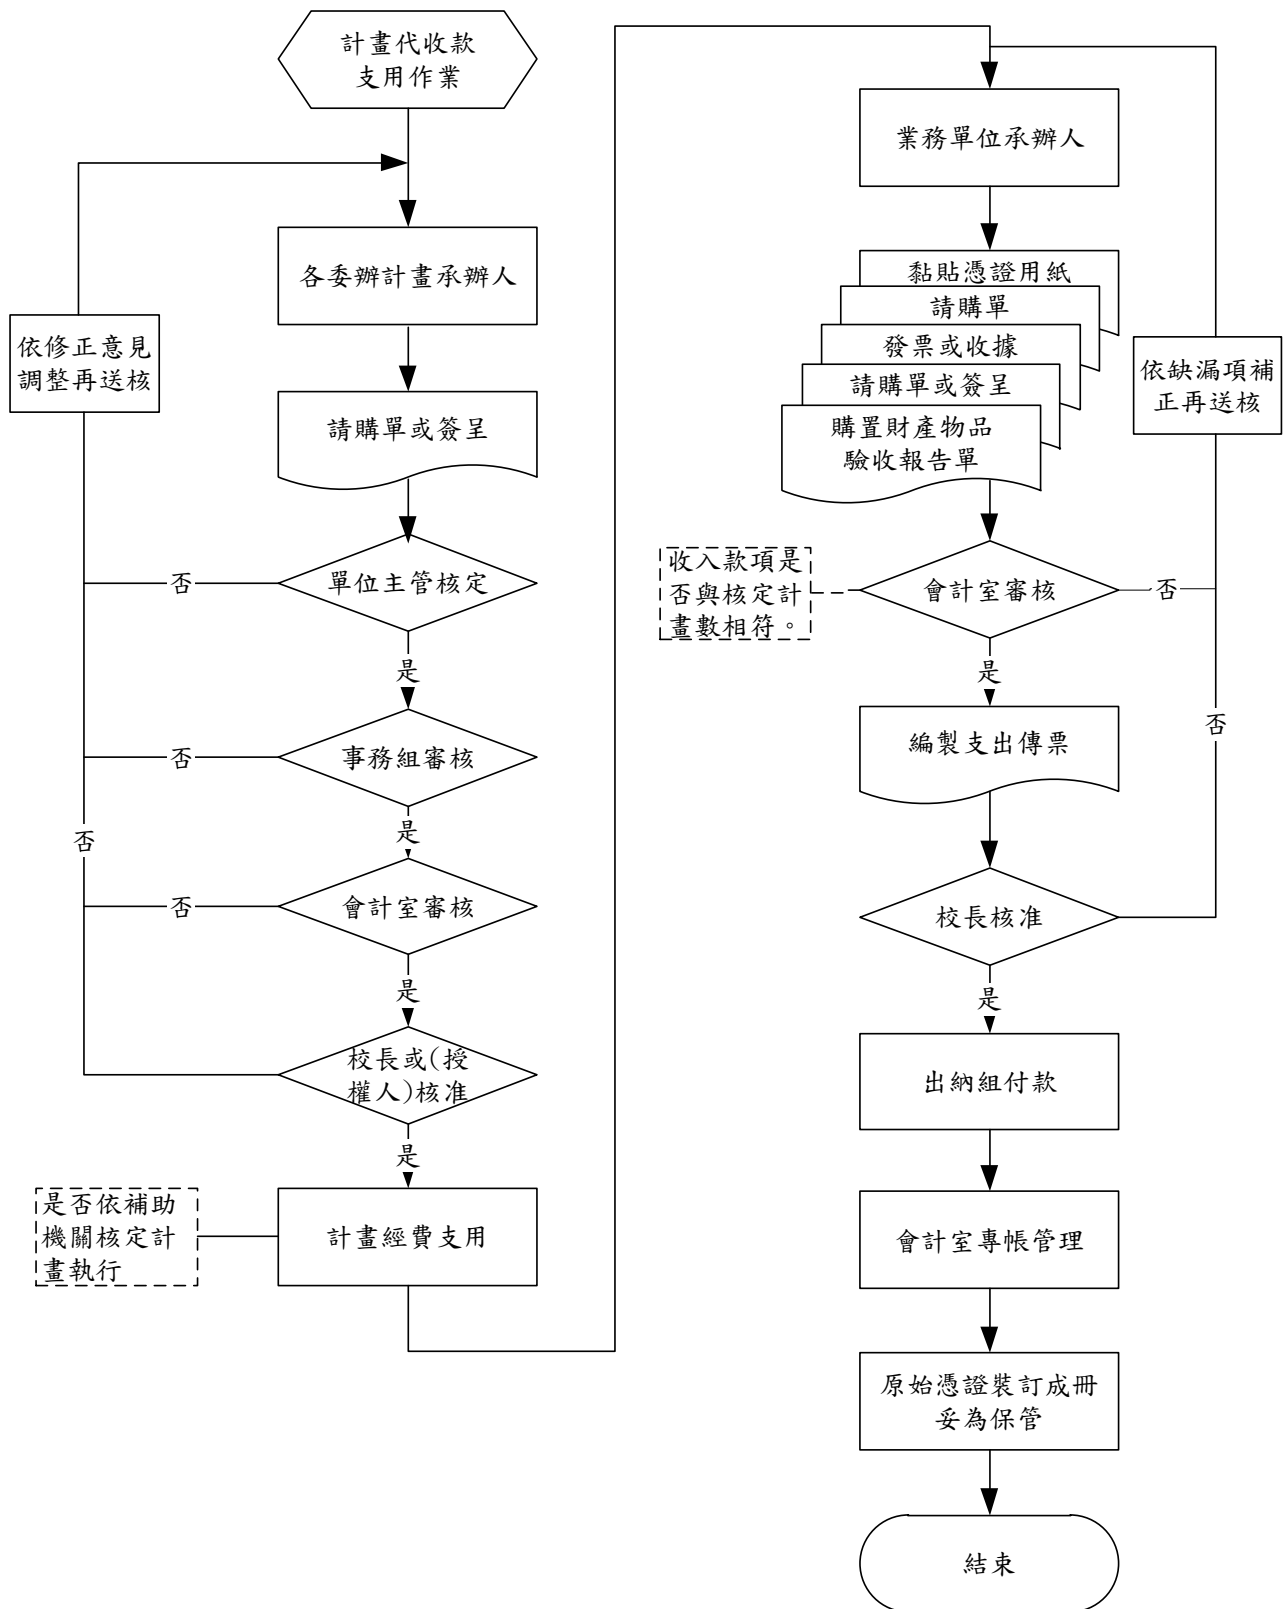 計畫代收款
支用作業
各委辦計畫承辦人
依修正意見
調整再送核
請購單或簽呈
否
單位主管核定
是
否
事務組審核
是
否
否
會計室審核
是
校長或(授
權人)核准
是
是否依補助
機關核定計
畫執行
計畫經費支用
業務單位承辦人
黏貼憑證用紙
請購單
發票或收據
請購單或簽呈
購置財產物品
驗收報告單
依缺漏項補
正再送核
收入款項是
否與核定計
畫數相符。
會計室審核
否
是
否
編製支出傳票
校長核准
是
出納組付款
會計室專帳管理
原始憑證裝訂成冊
妥為保管
結束